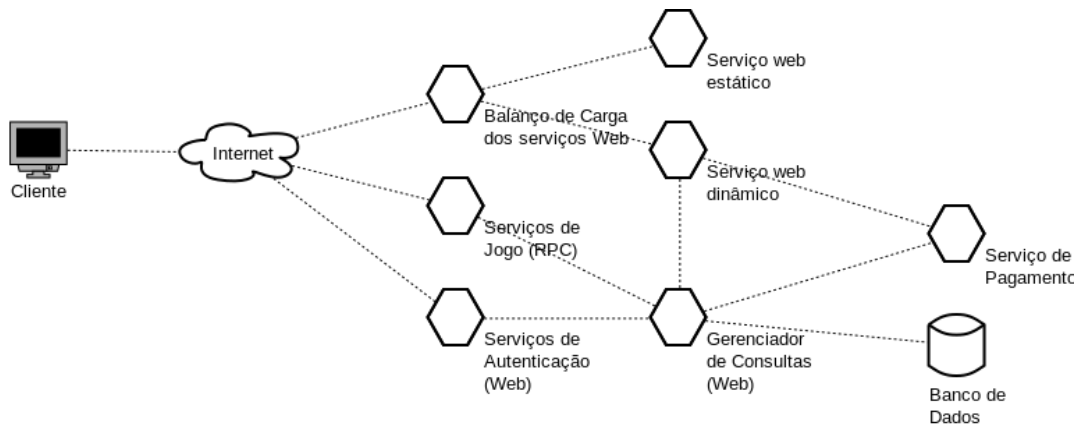 Serviço web
estático
Balanço de Carga
dos serviços Web
Internet
Cliente
Serviço web
dinâmico
Serviços de
Jogo (RPC)
Serviço de
Pagamento
Serviços de
Autenticação
(Web)
Gerenciador
de Consultas
(Web)
Banco de
Dados